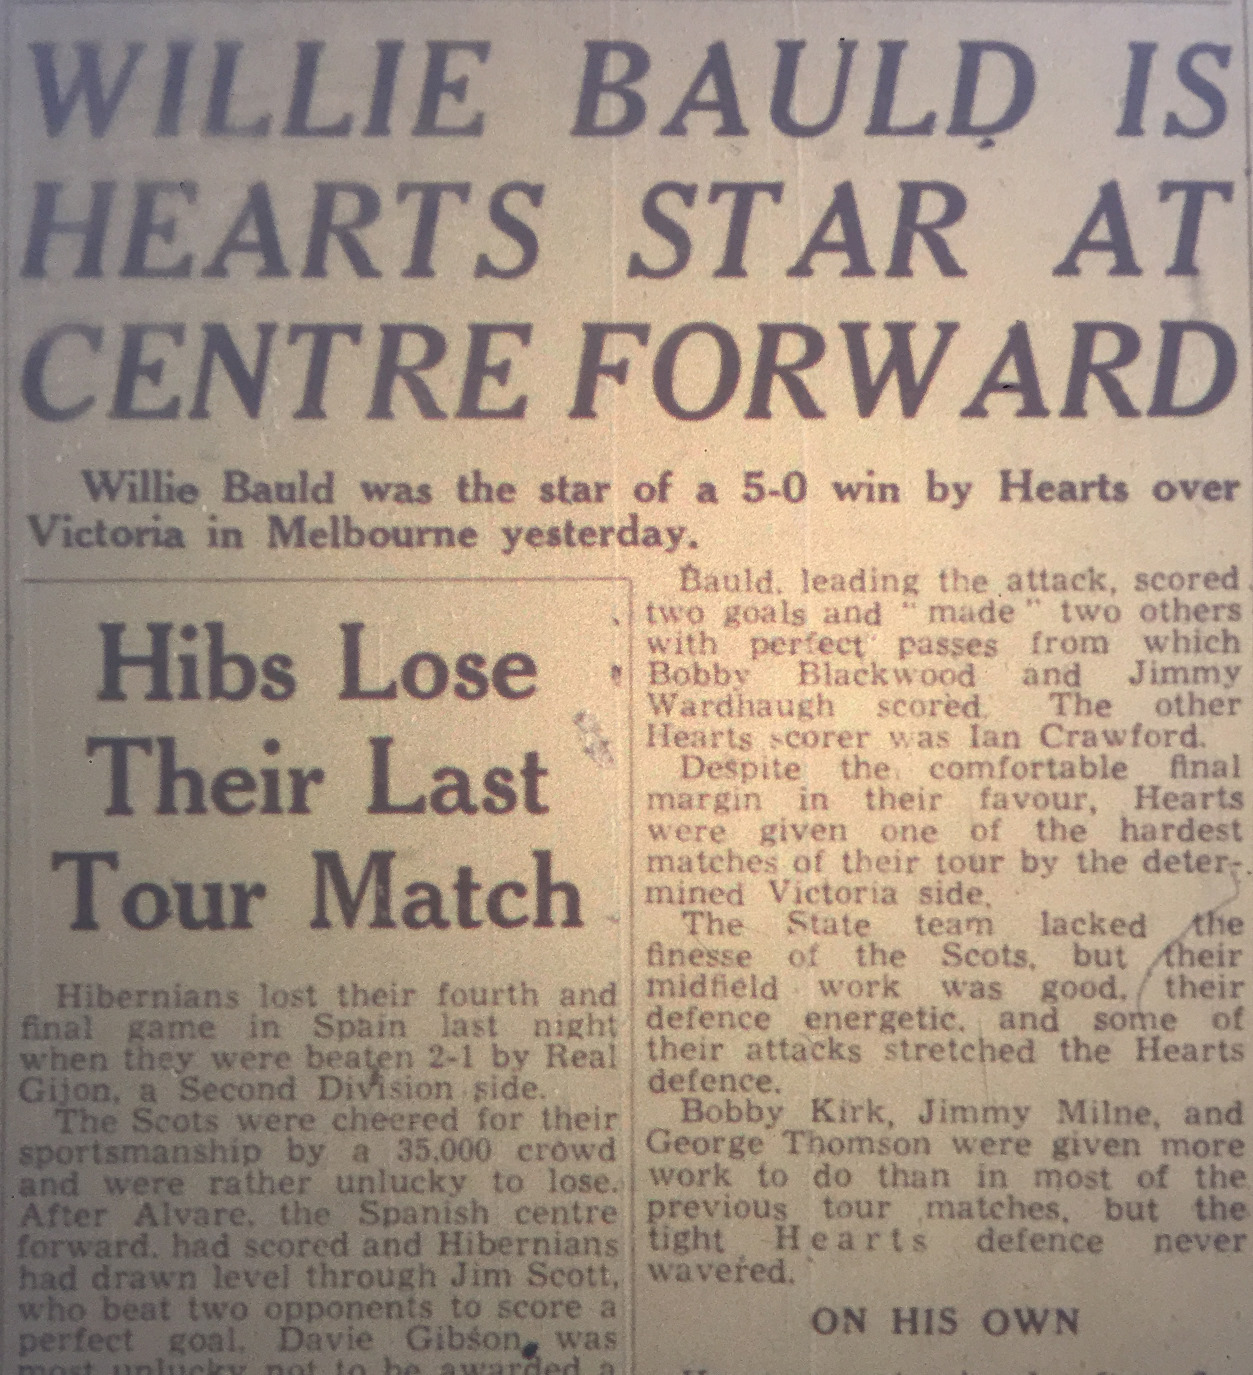 WILLIE BAULD IS
HEARTS STAR AT
CENTRE FORWARD
Willie Bauld was the star of a 5-0 win by Hearts over
Victoria in Melbourne yesterday.
Hibs Lose
Their Last
Tour Match
Hibernians lost their fourth and
final game in Spain last night
when they were beaten 2-1 by Real
Gijon, a Second Division side.
The Scots were cheered for their
sportsmanship by a 35,000 crowd
and were rather unlucky to lose.
After Alvare, the Spanish centre
forward, had scored and Hibernians
had drawn level through Jim Scott,
who beat two opponents to score a
perfect goal, Davie Gibson, was
most unlucky not to be awarded a
Bauld, leading the attack, scored
two goals and "made" two others
with perfect passes from which
Bobby Blackwood and Jimmy
Wardhaugh scored. The other
Hearts scorer was Ian Crawford.
Despite the comfortable final
margin in their favour, Hearts
were given one of the hardest
matches of their tour by the deter-
mined Victoria side.
The State team lacked the
finesse of the Scots, but their
midfield work was good, their
defence energetic, and some of
their attacks stretched the Hearts
defence.
Bobby Kirk, Jimmy Milne, and
George Thomson were given more
work to do than in most of the
previous tour matches, but the
tight Hearts defence never
wavered.
ON HIS OWN